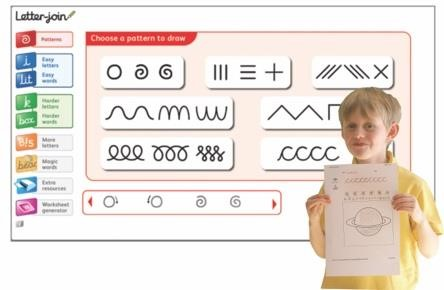 Letter-join
Choose a pattern to draw
Patterns
Easy
letters
Easy
words
Harder
letters
Harder
words
More
letters
Magic
words
Extra
resources
Worksheet
generator